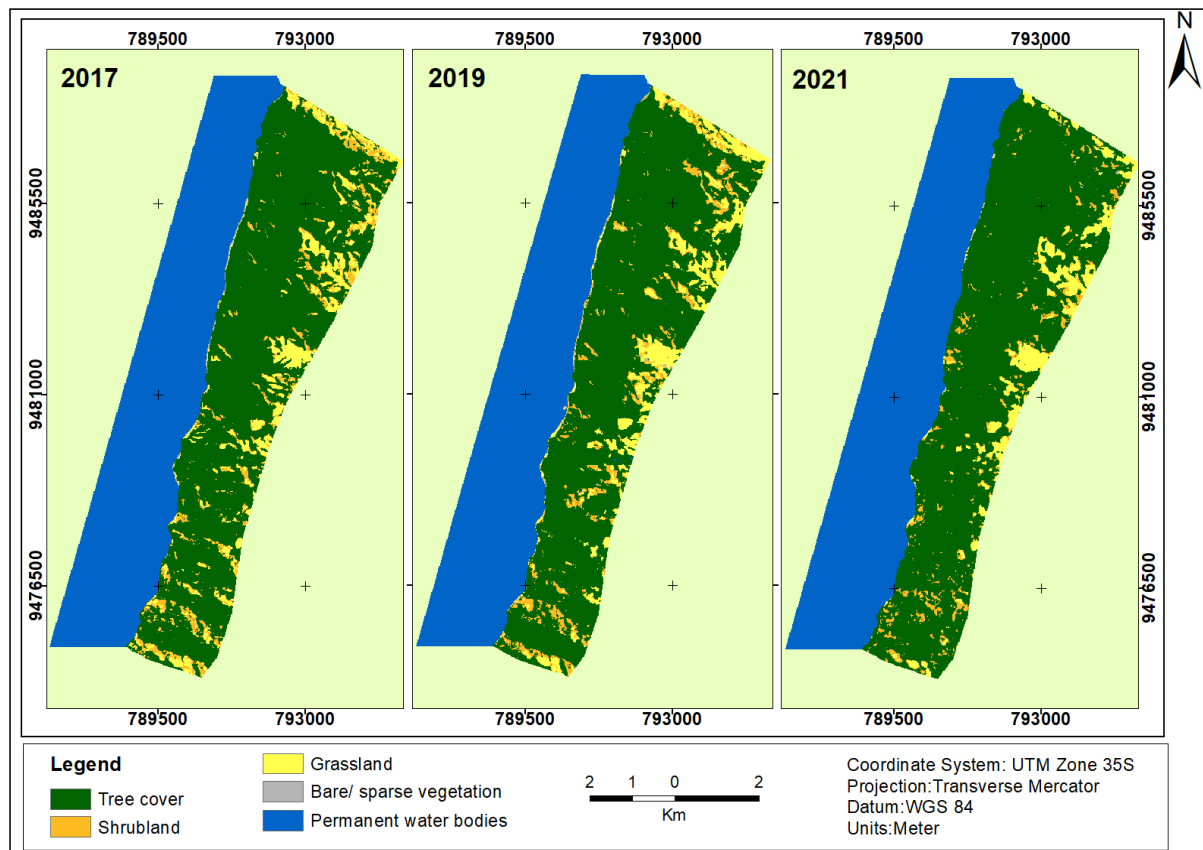 N
789500 793000 789500 793000 789500 793000
2017 2019 2021
9485500 9485500
9481000 9481000
9476500 9476500
789500 793000 789500 793000 789500 793000
Legend
Tree cover
Shrubland
Grassland
Bare/ sparse vegetation
Permanent water bodies
2 1 0 2
Km
Coordinate System: UTM Zone 35S
Projection:Transverse Mercator
Datum:WGS 84
Units:Meter